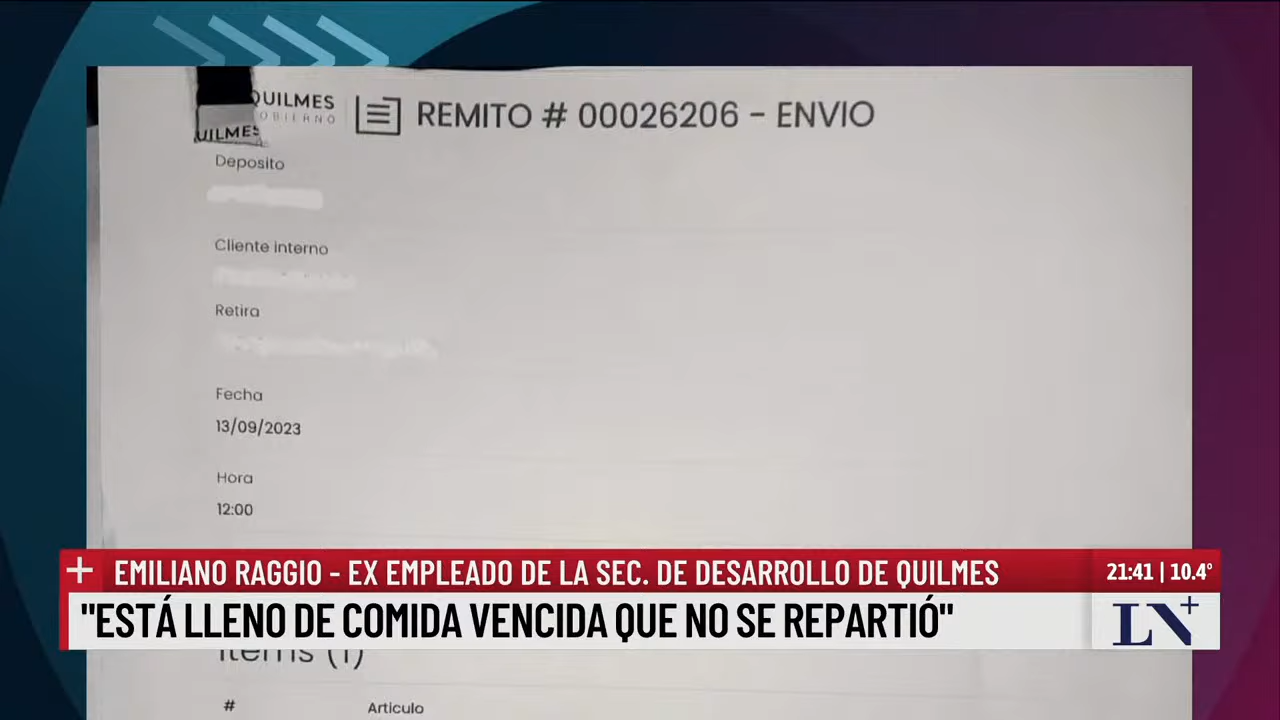 QUILMES
OBIERNO
UILMES
REMITO # 00026206 - ENVIO
Deposito
Cliente interno
Retira
Fecha
13/09/2023
Hora
12:00
+ EMILIANO RAGGIO - EX EMPLEADO DE LA SEC. DE DESARROLLO DE QUILMES
21:41 | 10.4°
"ESTÁ LLENO DE COMIDA VENCIDA QUE NO SE REPARTIÓ"
LN+
Items (1)
# Articulo